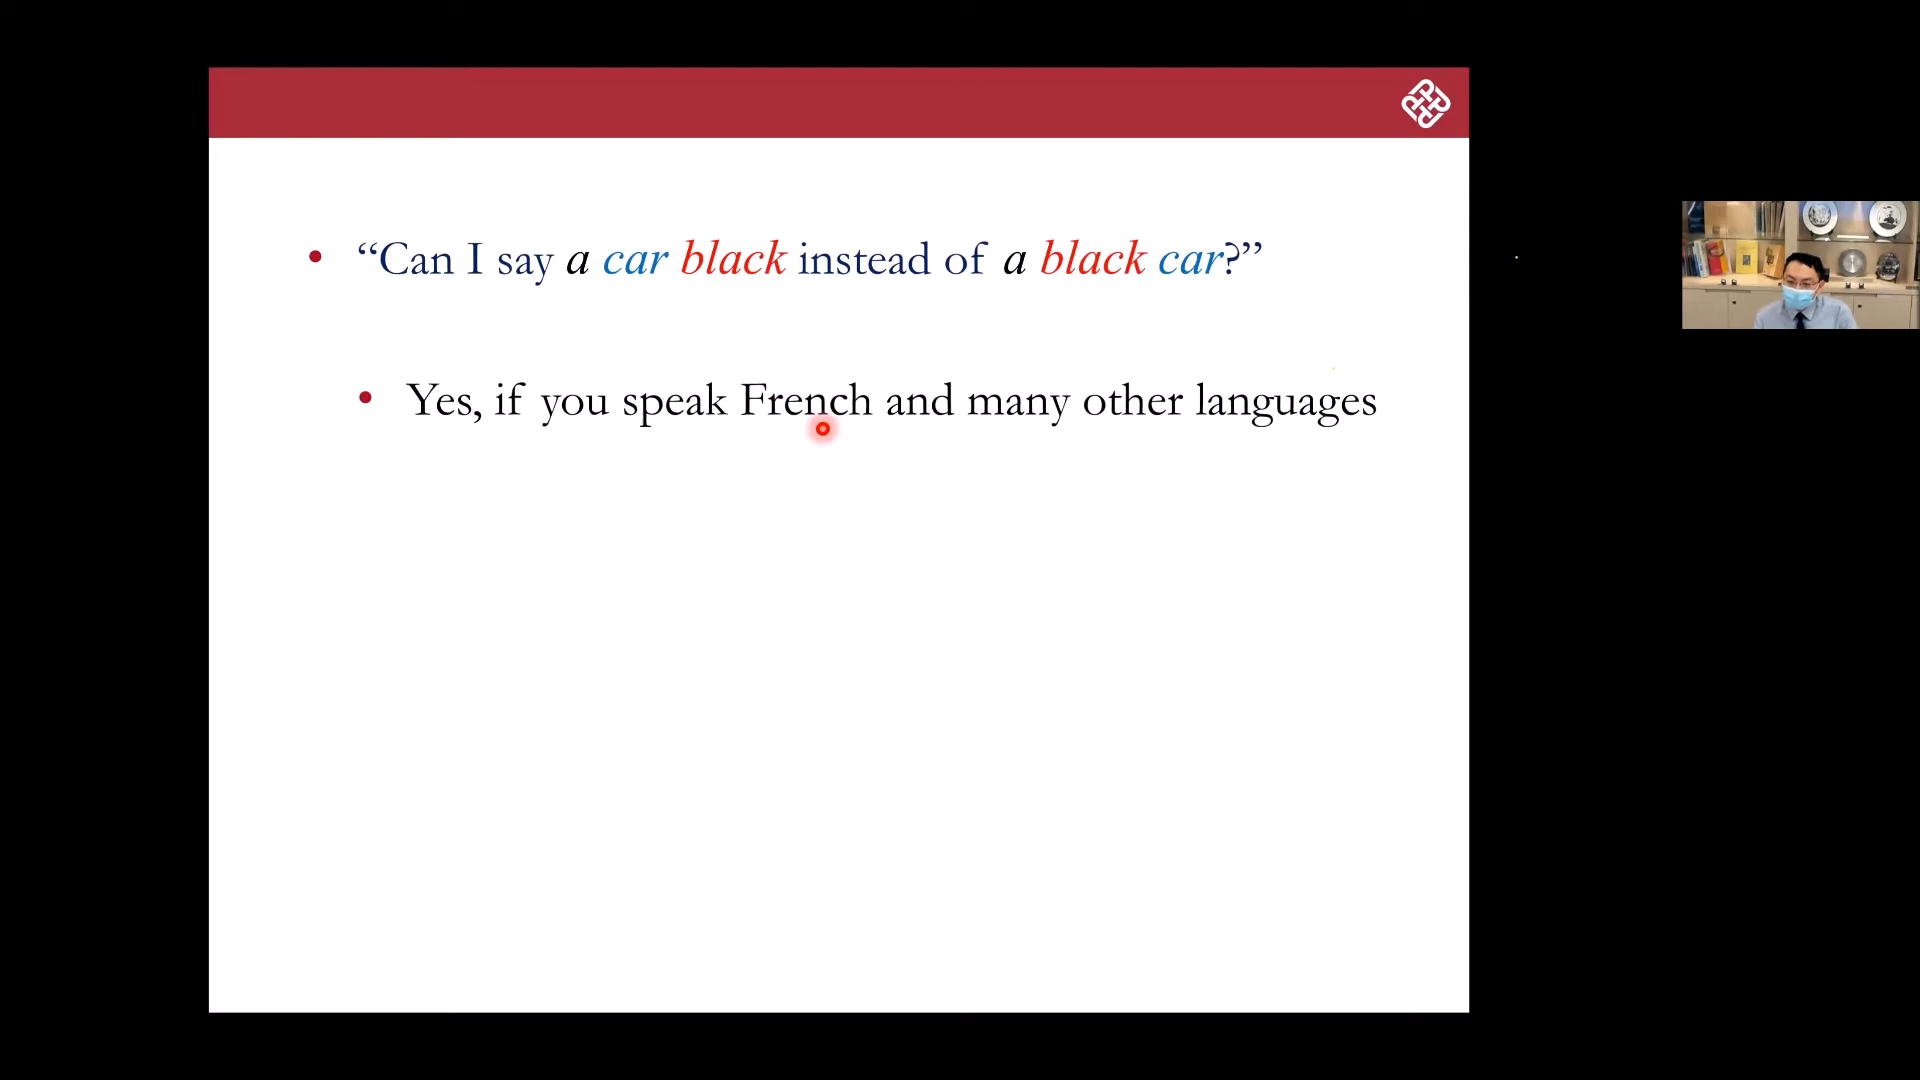 • “Can I say a car black instead of a black car?”
• Yes, if you speak French and many other languages